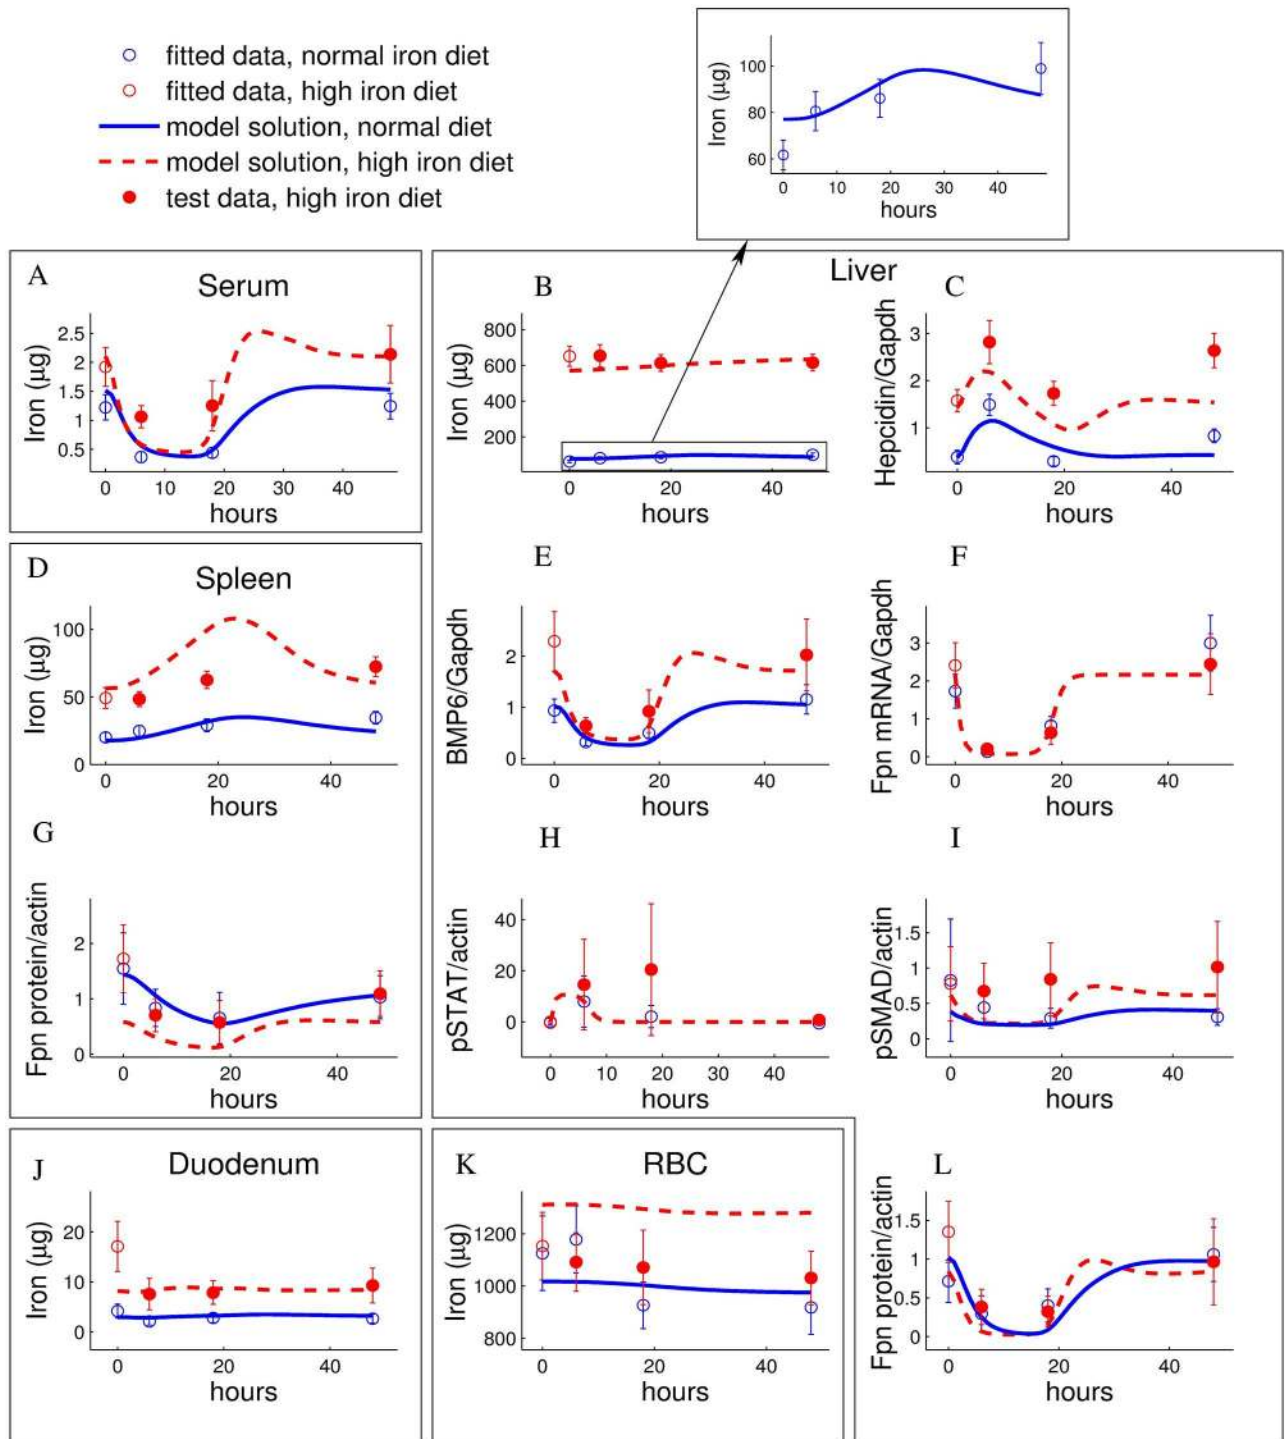 fitted data, normal iron diet
fitted data, high iron diet
model solution, normal diet
model solution, high iron diet
test data, high iron diet
Iron (μg)
100
80
60
0 10 20 30 40
hours
A
Serum
Iron (μg)
2.5
2
1.5
1
0.5
0 20 40
hours
Liver
B
Iron (μg)
800
600
400
200
0 20 40
hours
C
Hepcidin/Gapdh
3
2
1
0 20 40
hours
D
Spleen
Iron (μg)
100
50
0
0 20 40
hours
E
BMP6/Gapdh
2
1
0
0 20 40
hours
F
Fpn mRNA/Gapdh
3
2
1
0
0 20 40
hours
G
Fpn protein/actin
2
1
0
0 20 40
hours
H
pSTAT/actin
40
20
0
0 10 20 30 40
hours
I
pSMAD/actin
1.5
1
0.5
0
0 20 40
hours
J
Duodenum
Iron (μg)
20
10
0
0 20 40
hours
K
RBC
Iron (μg)
1200
1000
800
0 20 40
hours
L
Fpn protein/actin
1.5
1
0.5
0
0 20 40
hours